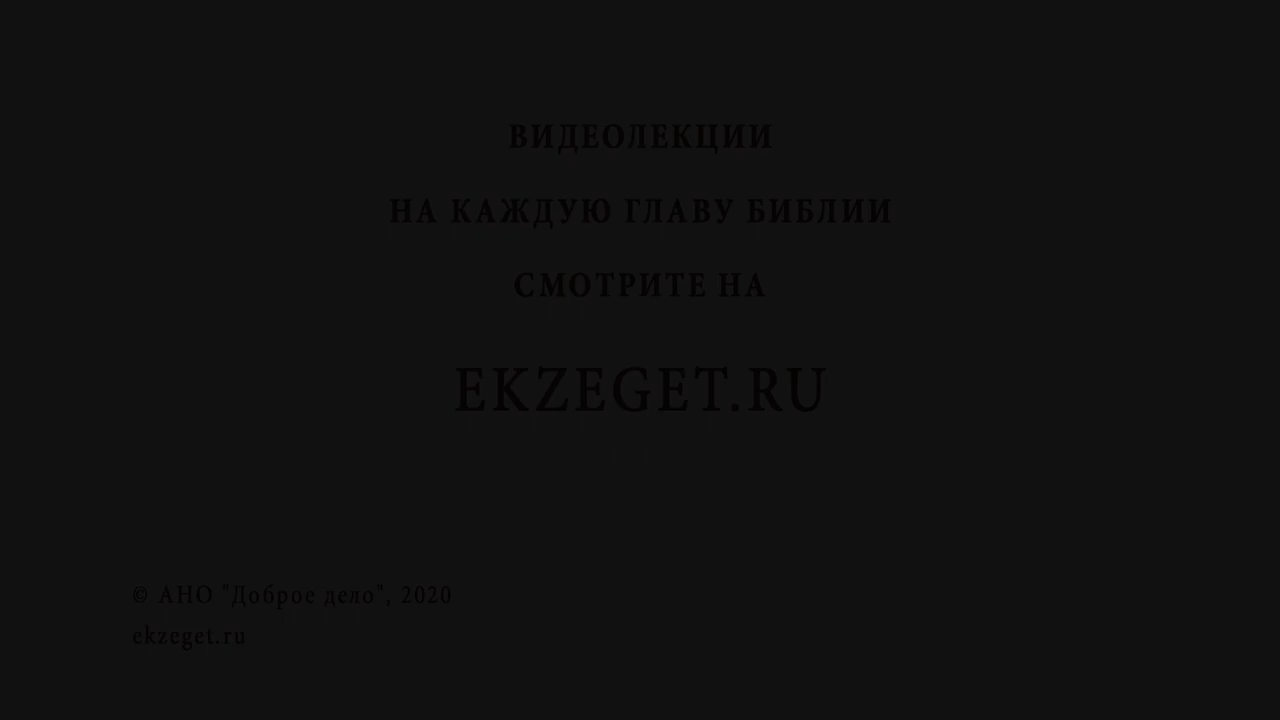 ВИДЕОЛЕКЦИИ
НА КАЖДУЮ ГЛАВУ БИБЛИИ
СМОТРИТЕ НА
EKZEGET.RU
© АНО "Доброе дело", 2020
ekzeget.ru